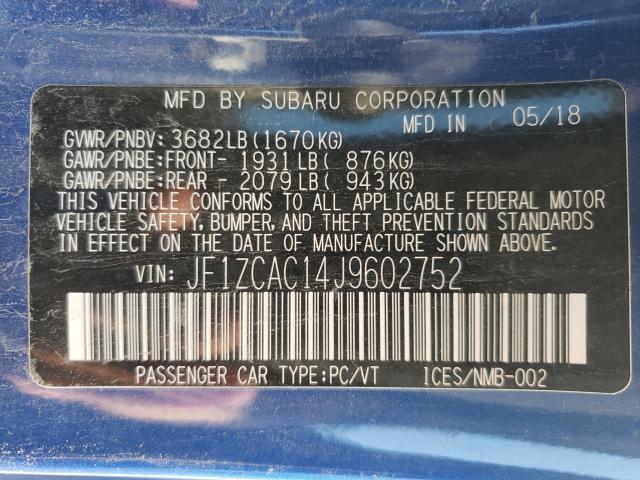 MFD BY SUBARU CORPORATION
MFD IN 05/18
GVWR/PNBV: 3682LB(1670KG)
GAWR/PNBE:FRONT- 1931LB( 876KG)
GAWR/PNBE:REAR - 2079LB( 943KG)
THIS VEHICLE CONFORMS TO ALL APPLICABLE FEDERAL MOTOR
VEHICLE SAFETY, BUMPER, AND THEFT PREVENTION STANDARDS
IN EFFECT ON THE DATE OF MANUFACTURE SHOWN ABOVE.
VIN: JF1ZCAC14J9602752
PASSENGER CAR TYPE:PC/VT ICES/NMB-002